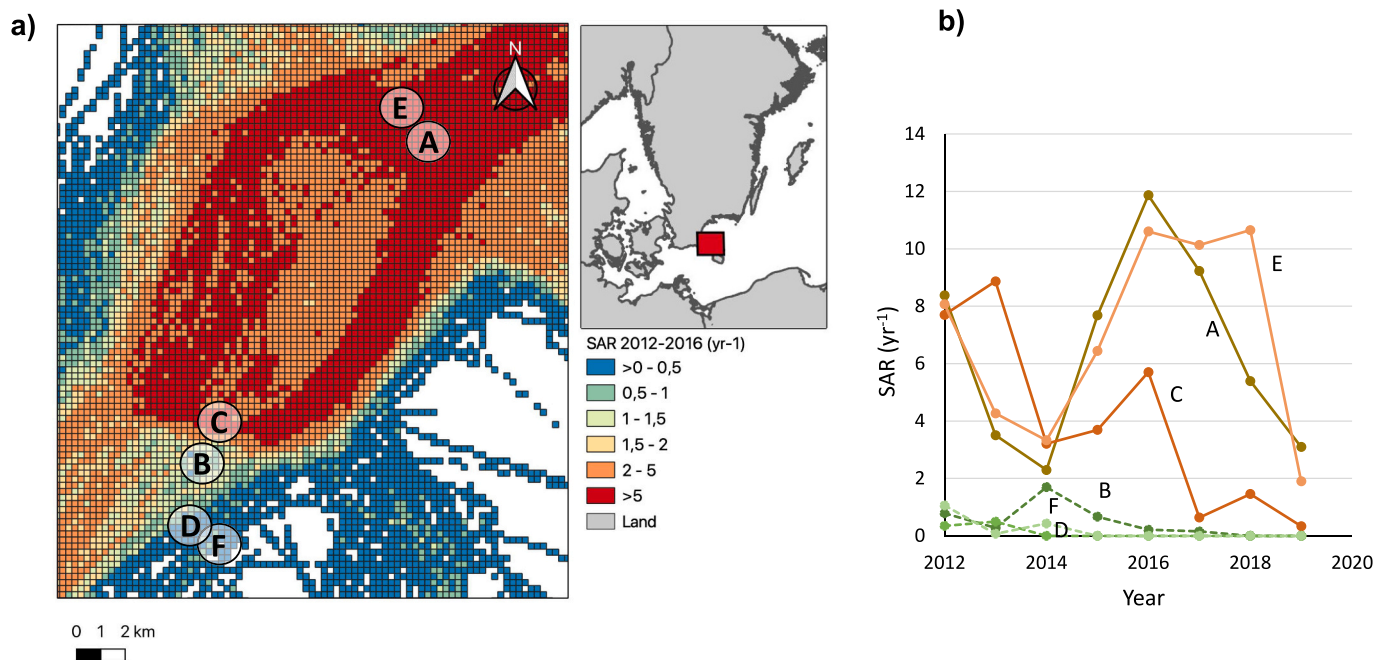 a)
N
E
A
C
B
D
F
0 1 2 km
SAR 2012-2016 (yr-1)
>0 - 0,5
0,5 - 1
1 - 1,5
1,5 - 2
2 - 5
>5
Land
b)
SAR (yr⁻¹)
14
12
10
8
6
4
2
0
E
A
C
B
F
D
2012 2014 2016 2018 2020
Year